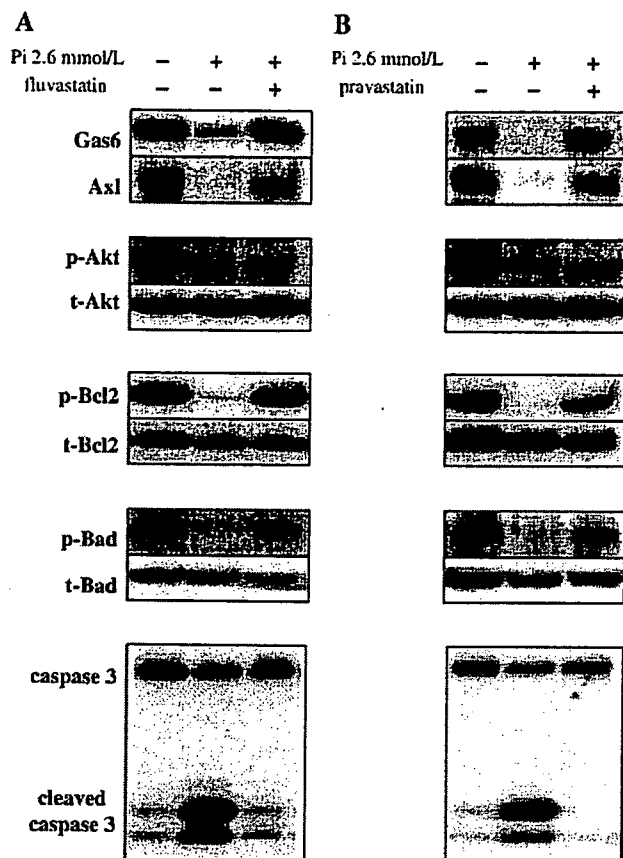 A B
Pi 2.6 mmol/L − + + Pi 2.6 mmol/L − + +
fluvastatin − − + pravastatin − − +
Gas6
Axl
p-Akt
t-Akt
p-Bcl2
t-Bcl2
p-Bad
t-Bad
caspase 3
cleaved
caspase 3